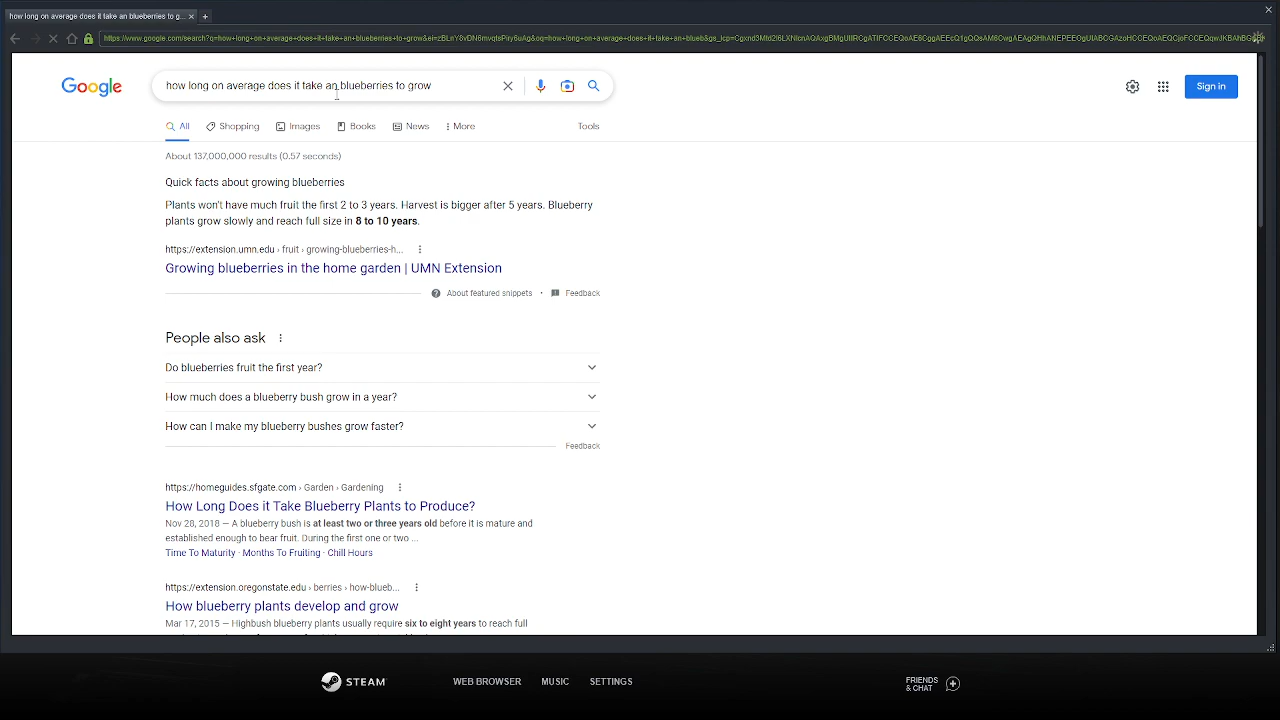 how long on average does it take an blueberries to g...
Google
how long on average does it take an blueberries to grow
Sign in
All
Shopping
Images
Books
News
More
Tools
About 137,000,000 results (0.57 seconds)
Quick facts about growing blueberries
Plants won't have much fruit the first 2 to 3 years. Harvest is bigger after 5 years. Blueberry
plants grow slowly and reach full size in 8 to 10 years.
https://extension.umn.edu › fruit › growing-blueberries-h...
Growing blueberries in the home garden | UMN Extension
About featured snippets • Feedback
People also ask
Do blueberries fruit the first year?
How much does a blueberry bush grow in a year?
How can I make my blueberry bushes grow faster?
Feedback
https://homeguides.sfgate.com › Garden › Gardening
How Long Does it Take Blueberry Plants to Produce?
Nov 28, 2018 — A blueberry bush is at least two or three years old before it is mature and
established enough to bear fruit. During the first one or two ...
Time To Maturity · Months To Fruiting · Chill Hours
https://extension.oregonstate.edu › berries › how-blueb...
How blueberry plants develop and grow
Mar 17, 2015 — Highbush blueberry plants usually require six to eight years to reach full
STEAM
WEB BROWSER
MUSIC
SETTINGS
FRIENDS
& CHAT